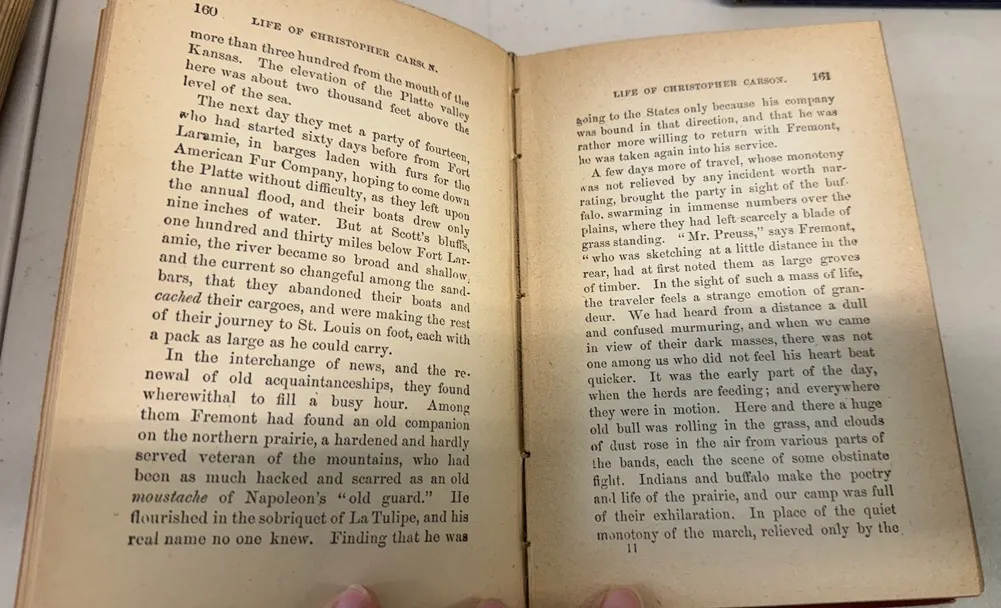 160
LIFE OF CHRISTOPHER CARSON.
more than three hundred from the mouth of the
Kansas. The elevation of the Platte valley
here was about two thousand feet above the
level of the sea.
The next day they met a party of fourteen,
who had started sixty days before from Fort
Laramie, in barges laden with furs for the
American Fur Company, hoping to come down
the Platte without difficulty, as they left upon
the annual flood, and their boats drew only
nine inches of water. But at Scott's bluffs,
one hundred and thirty miles below Fort Lar-
amie, the river became so broad and shallow,
and the current so changeful among the sand-
bars, that they abandoned their boats and
cached their cargoes, and were making the rest
of their journey to St. Louis on foot, each with
a pack as large as he could carry.
In the interchange of news, and the re-
newal of old acquaintanceships, they found
wherewithal to fill a busy hour. Among
them Fremont had found an old companion
on the northern prairie, a hardened and hardly
served veteran of the mountains, who had
been as much hacked and scarred as an old
moustache of Napoleon's "old guard." He
flourished in the sobriquet of La Tulipe, and his
real name no one knew. Finding that he was
LIFE OF CHRISTOPHER CARSON. 161
going to the States only because his company
was bound in that direction, and that he was
rather more willing to return with Fremont,
he was taken again into his service.
A few days more of travel, whose monotony
was not relieved by any incident worth nar-
rating, brought the party in sight of the buf-
falo, swarming in immense numbers over the
plains, where they had left scarcely a blade of
grass standing. "Mr. Preuss," says Fremont,
"who was sketching at a little distance in the
rear, had at first noted them as large groves
of timber. In the sight of such a mass of life,
the traveler feels a strange emotion of gran-
deur. We had heard from a distance a dull
and confused murmuring, and when we came
in view of their dark masses, there was not
one among us who did not feel his heart beat
quicker. It was the early part of the day,
when the herds are feeding; and everywhere
they were in motion. Here and there a huge
old bull was rolling in the grass, and clouds
of dust rose in the air from various parts of
the bands, each the scene of some obstinate
fight. Indians and buffalo make the poetry
and life of the prairie, and our camp was full
of their exhilaration. In place of the quiet
monotony of the march, relieved only by the
11